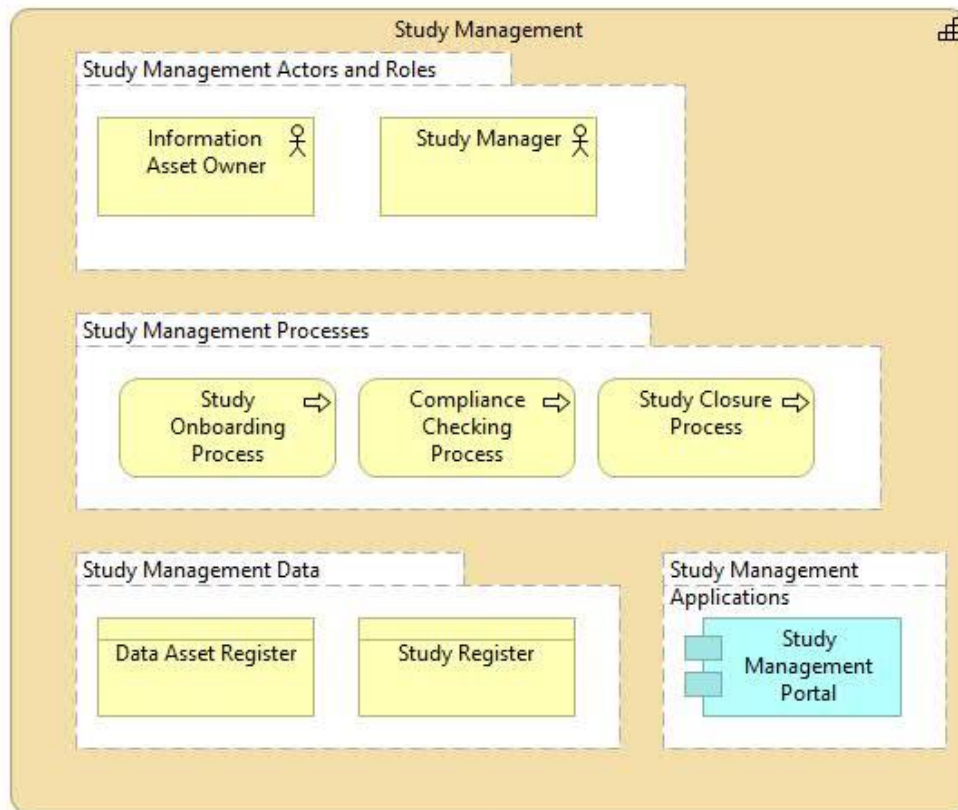 Study Management
Study Management Actors and Roles
Information
Asset Owner
Study Manager
Study Management Processes
Study
Onboarding
Process
Compliance
Checking
Process
Study Closure
Process
Study Management Data
Data Asset Register
Study Register
Study Management
Applications
Study
Management
Portal